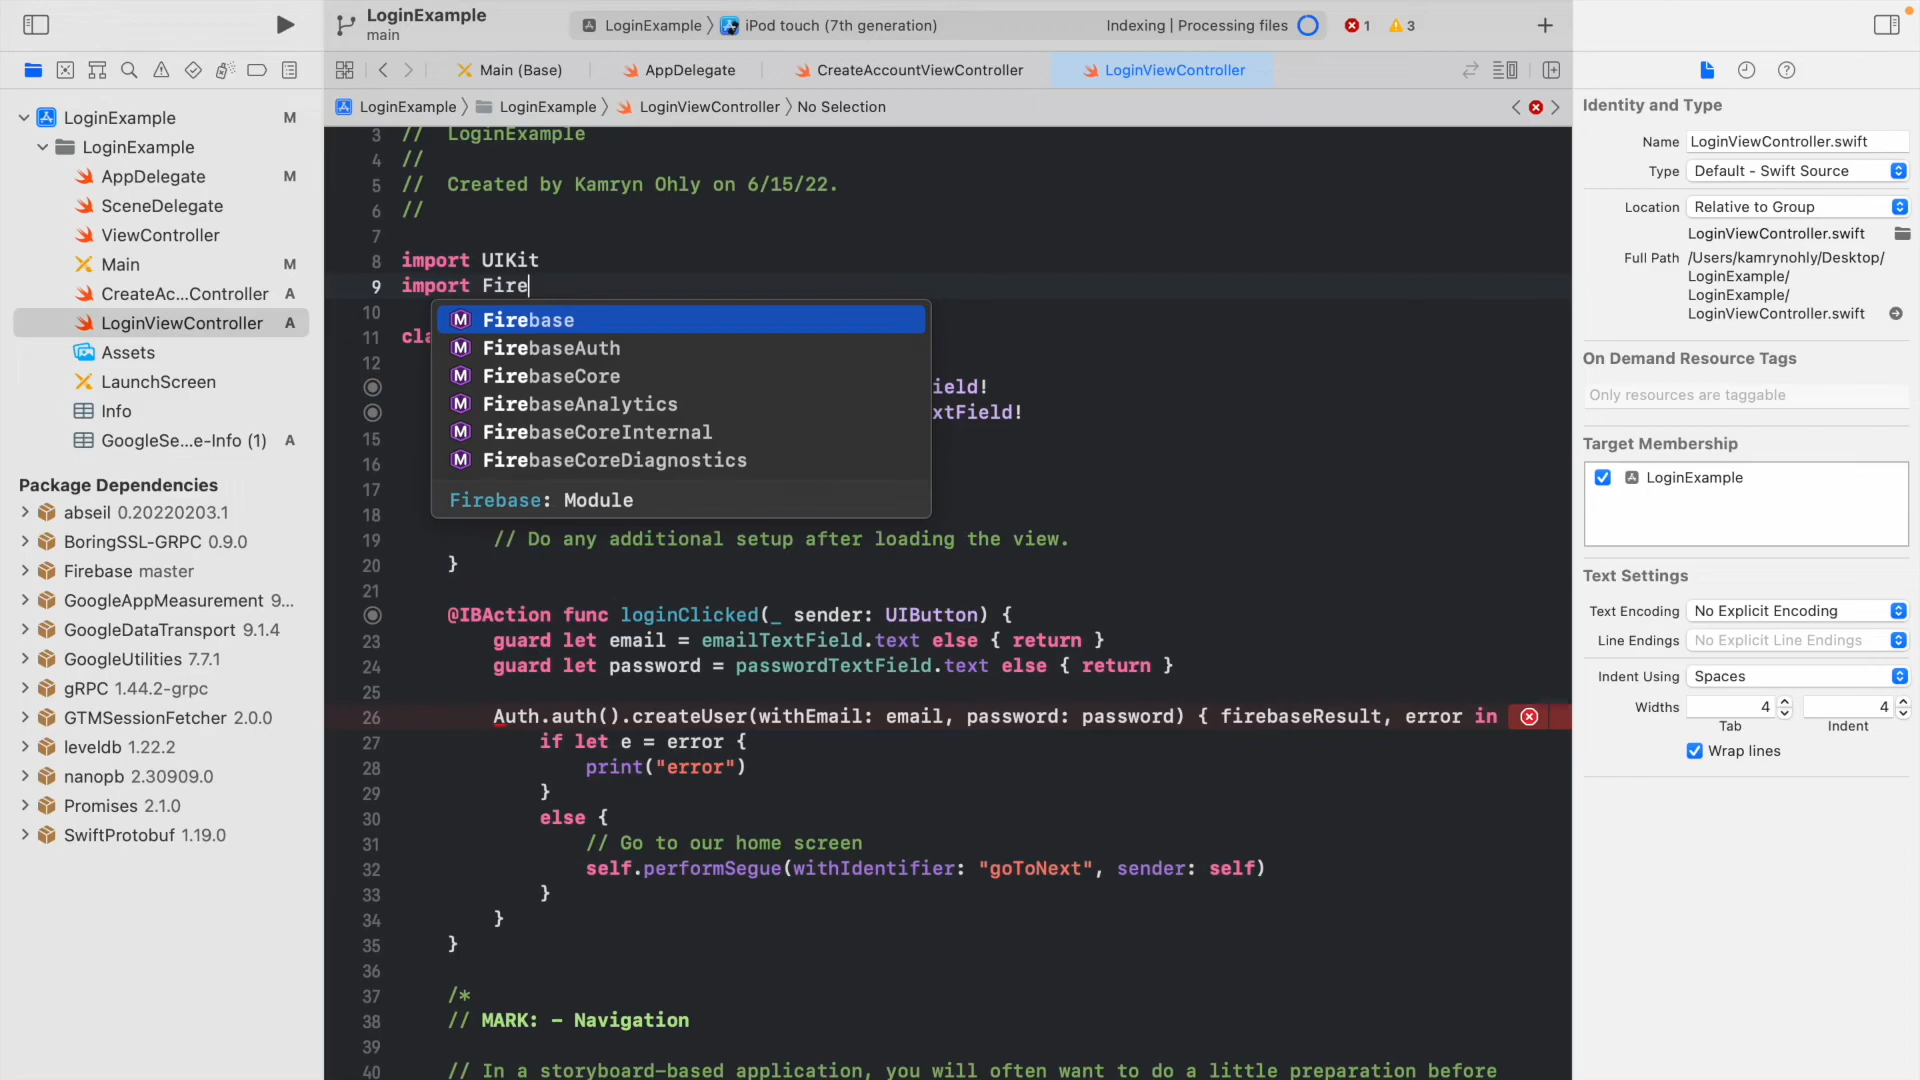 LoginExample
main
LoginExample
iPod touch (7th generation)
Indexing | Processing files
1
3
Main (Base)
AppDelegate
CreateAccountViewController
LoginViewController
LoginExample
LoginExample
LoginViewController
No Selection
LoginExample M
LoginExample
AppDelegate M
SceneDelegate
ViewController
Main M
CreateAc...Controller A
LoginViewController A
Assets
LaunchScreen
Info
GoogleSe...e-Info (1) A
Package Dependencies
abseil 0.20220203.1
BoringSSL-GRPC 0.9.0
Firebase master
GoogleAppMeasurement 9...
GoogleDataTransport 9.1.4
GoogleUtilities 7.7.1
gRPC 1.44.2-grpc
GTMSessionFetcher 2.0.0
leveldb 1.22.2
nanopb 2.30909.0
Promises 2.1.0
SwiftProtobuf 1.19.0
3 // LoginExample
4 //
5 // Created by Kamryn Ohly on 6/15/22.
6 //
7
8 import UIKit
9 import Fire
10
11 cla
12
ield!
xtField!
15
16
17
18
Firebase
FirebaseAuth
FirebaseCore
FirebaseAnalytics
FirebaseCoreInternal
FirebaseCoreDiagnostics
Firebase: Module
19 // Do any additional setup after loading the view.
20 }
21
@IBAction func loginClicked(_ sender: UIButton) {
23 guard let email = emailTextField.text else { return }
24 guard let password = passwordTextField.text else { return }
25
26 Auth.auth().createUser(withEmail: email, password: password) { firebaseResult, error in
27 if let e = error {
28 print("error")
29 }
30 else {
31 // Go to our home screen
32 self.performSegue(withIdentifier: "goToNext", sender: self)
33 }
34 }
35 }
36
37 /*
38 // MARK: - Navigation
39
40 // In a storyboard-based application, you will often want to do a little preparation before
Identity and Type
Name LoginViewController.swift
Type Default - Swift Source
Location Relative to Group
LoginViewController.swift
Full Path /Users/kamrynohly/Desktop/
LoginExample/
LoginExample/
LoginViewController.swift
On Demand Resource Tags
Only resources are taggable
Target Membership
LoginExample
Text Settings
Text Encoding No Explicit Encoding
Line Endings No Explicit Line Endings
Indent Using Spaces
Widths 4 4
Tab Indent
Wrap lines